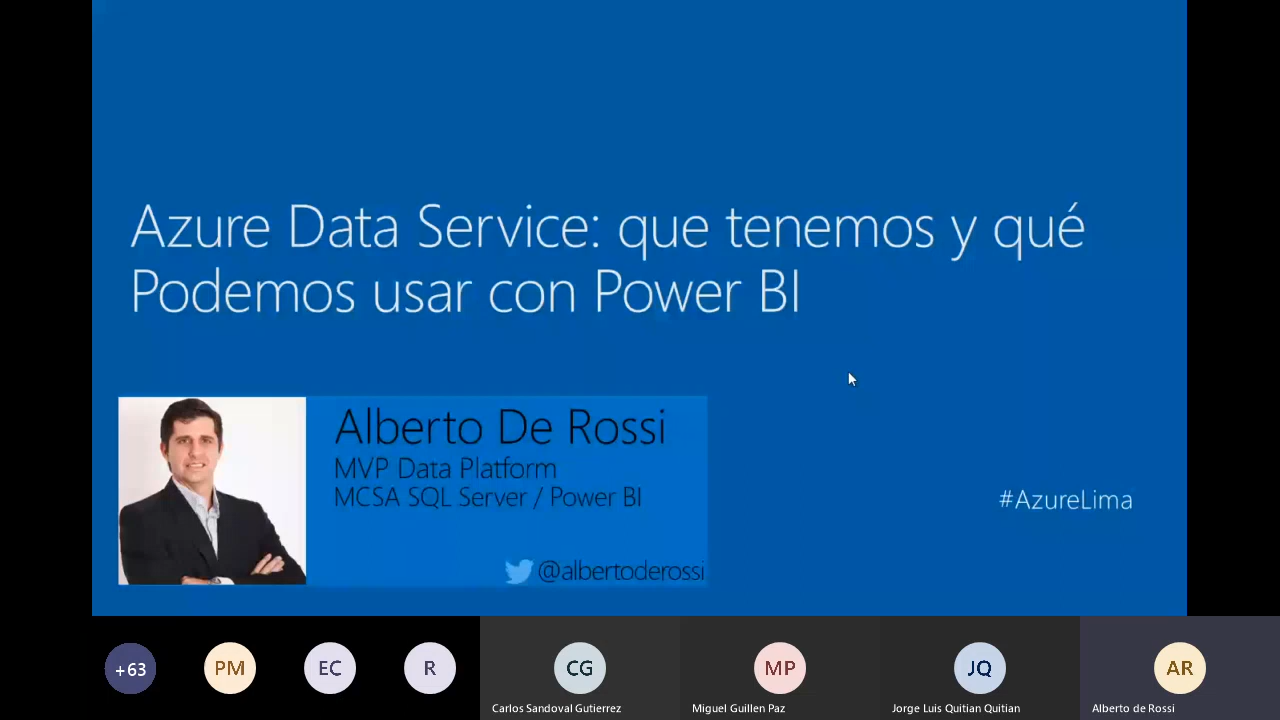 Azure Data Service: que tenemos y qué
Podemos usar con Power BI
Alberto De Rossi
MVP Data Platform
MCSA SQL Server / Power BI
@albertoderossi
#AzureLima
+63
PM
EC
R
CG
MP
JQ
AR
Carlos Sandoval Gutierrez
Miguel Guillen Paz
Jorge Luis Quitian Quitian
Alberto de Rossi